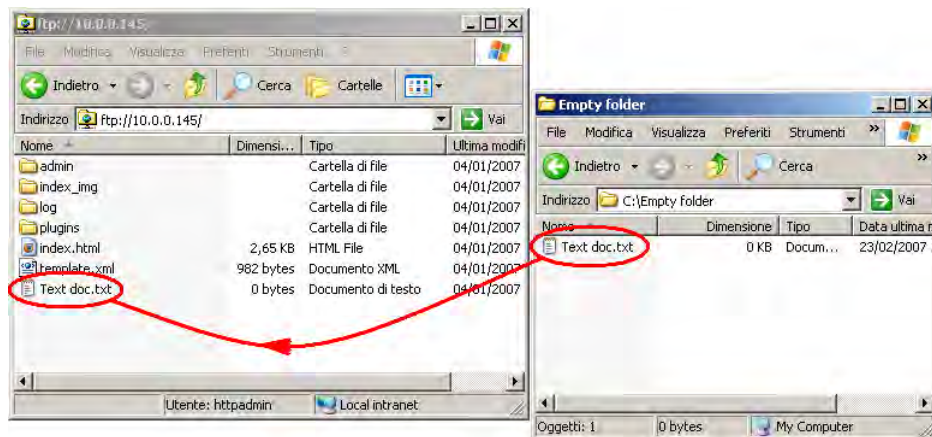 ftp://10.0.0.145/
File Modifica Visualizza Preferiti Strumenti ?
Indietro Cerca Cartelle
Indirizzo ftp://10.0.0.145/ Vai
Nome Dimensi... Tipo Ultima modifi
admin Cartella di file 04/01/2007
index_img Cartella di file 04/01/2007
log Cartella di file 04/01/2007
plugins Cartella di file 04/01/2007
index.html 2,65 KB HTML File 04/01/2007
template.xml 982 bytes Documento XML 04/01/2007
Text doc.txt 0 bytes Documento di testo 04/01/2007
Utente: httpadmin Local intranet
Empty folder
File Modifica Visualizza Preferiti Strumenti »
Indietro Cerca »
Indirizzo C:\Empty folder Vai
Nome Dimensione Tipo Data ultima
Text doc.txt 0 KB Docum... 23/02/2007
Oggetti: 1 0 bytes My Computer